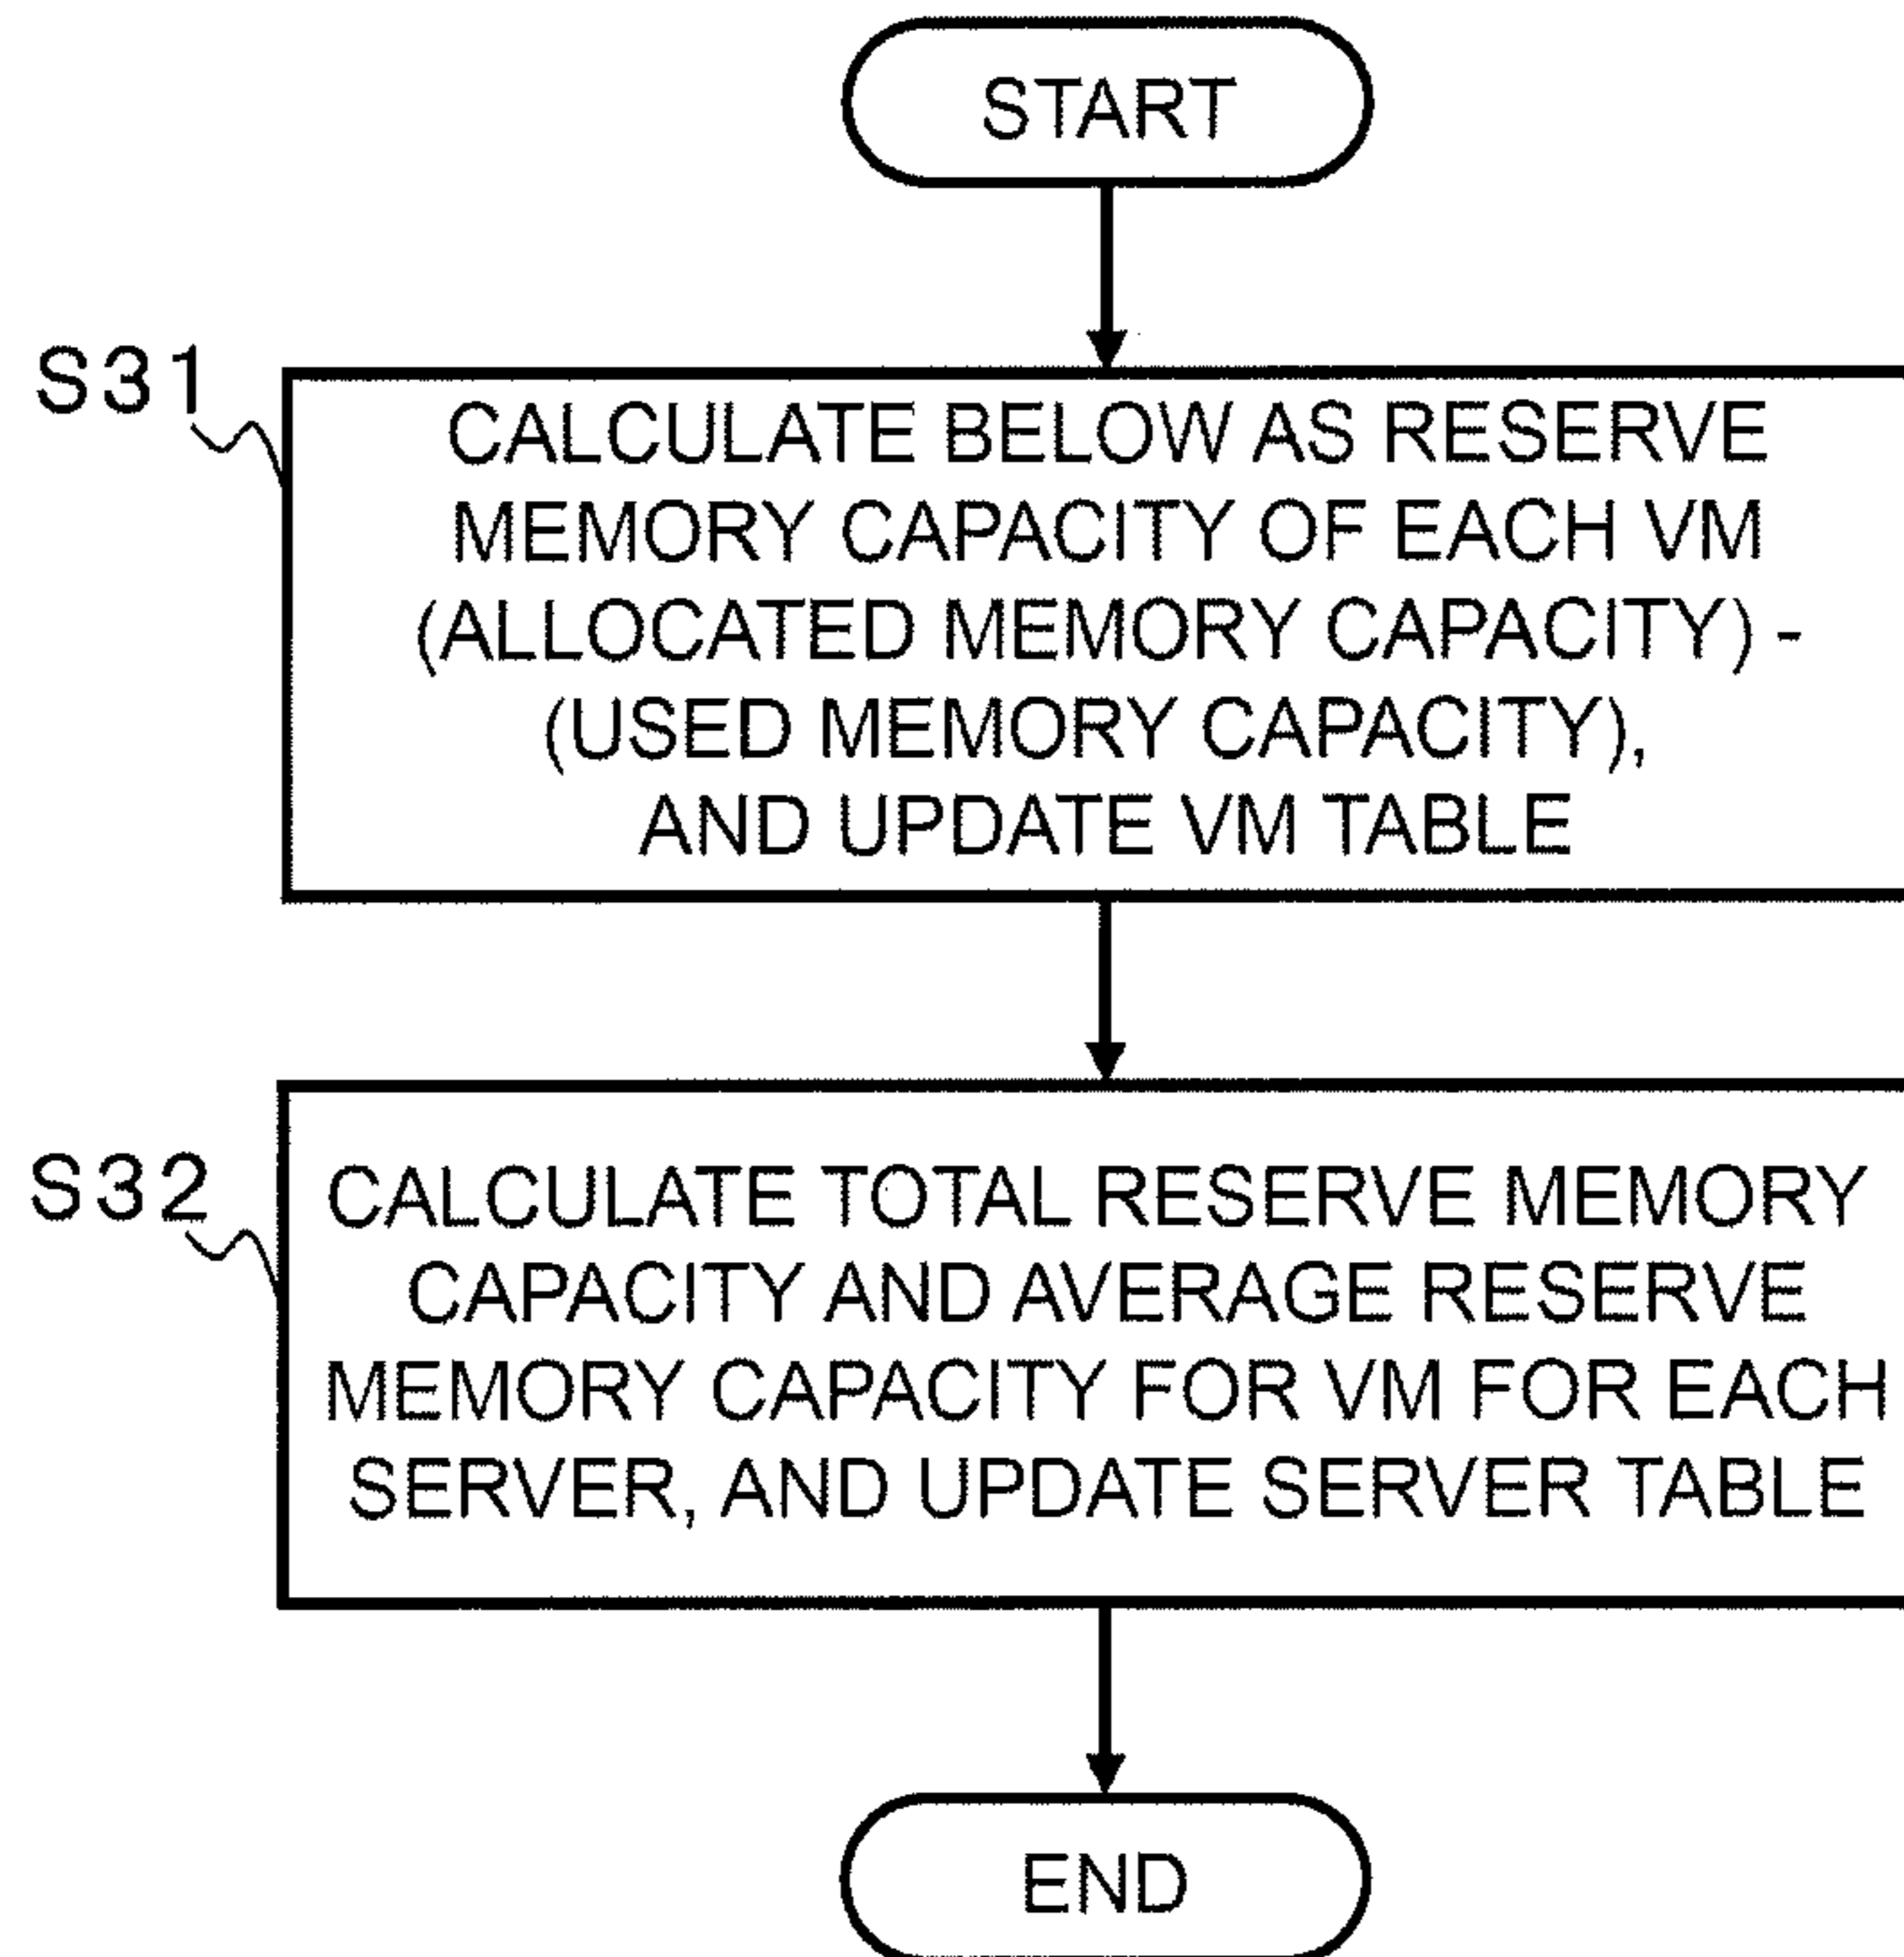 START
S31
CALCULATE BELOW AS RESERVE
MEMORY CAPACITY OF EACH VM
(ALLOCATED MEMORY CAPACITY) -
(USED MEMORY CAPACITY),
AND UPDATE VM TABLE
S32
CALCULATE TOTAL RESERVE MEMORY
CAPACITY AND AVERAGE RESERVE
MEMORY CAPACITY FOR VM FOR EACH
SERVER, AND UPDATE SERVER TABLE
END